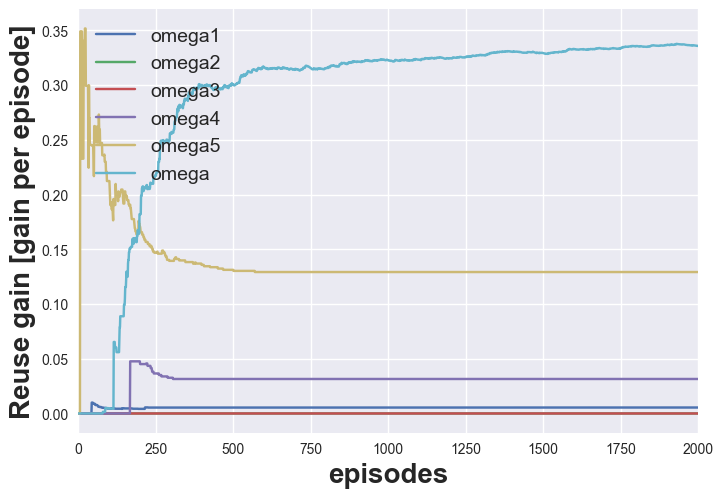 Reuse gain [gain per episode]
0.35
0.30
0.25
0.20
0.15
0.10
0.05
0.00
omega1
omega2
omega3
omega4
omega5
omega
0 250 500 750 1000 1250 1500 1750 2000
episodes